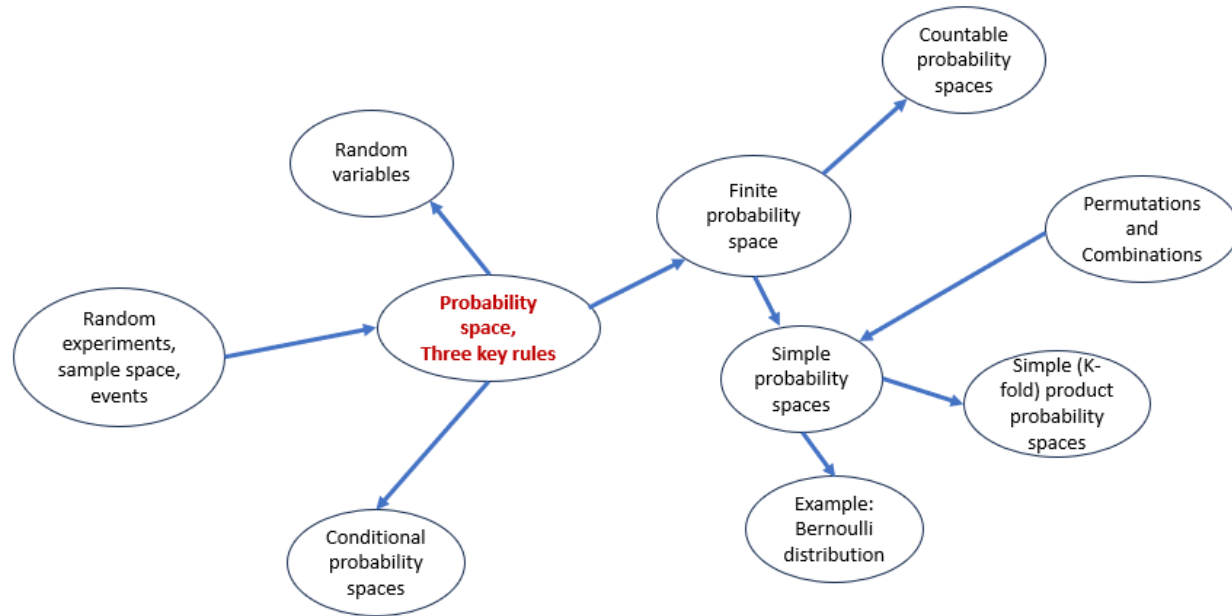 Countable
probability
spaces
Random
variables
Finite
probability
space
Permutations
and
Combinations
Random
experiments,
sample space,
events
Probability
space,
Three key rules
Simple
probability
spaces
Simple (K-
fold) product
probability
spaces
Conditional
probability
spaces
Example:
Bernoulli
distribution